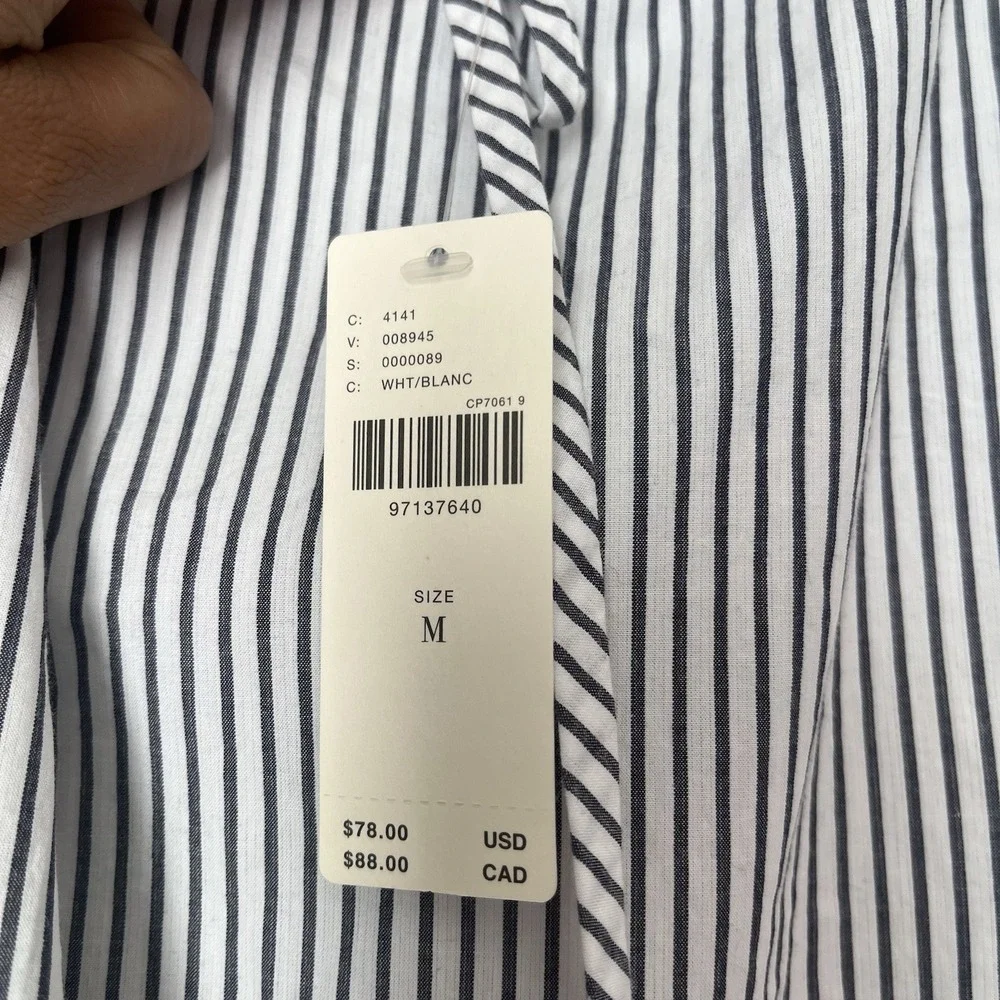 C: 4141
V: 008945
S: 0000089
C: WHT/BLANC
CP7061 9
97137640
SIZE
M
$78.00 USD
$88.00 CAD